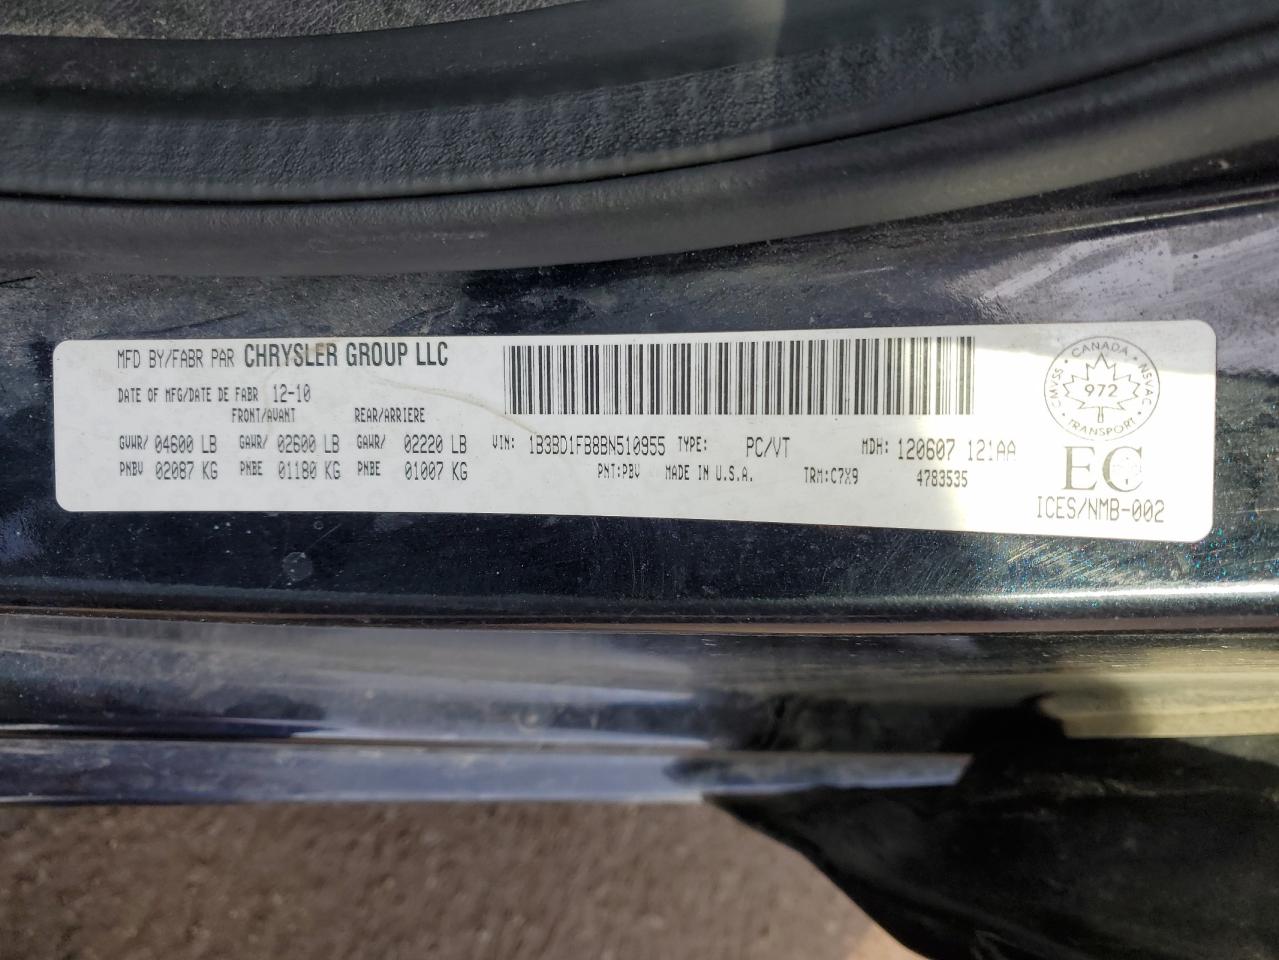 MFD BY/FABR PAR CHRYSLER GROUP LLC
DATE OF MFG/DATE DE FABR 12-10
FRONT/AVANT REAR/ARRIERE
GVWR/ 04600 LB GAWR/ 02600 LB GAWR/ 02220 LB
PNBV 02087 KG PNBE 01180 KG PNBE 01007 KG
VIN: 1B3BD1FB8BN510955 TYPE: PC/VT MDH: 120607 121AA
PNT:PBV MADE IN U.S.A. TRM:C7X9 4783535
CMVSS • CANADA • NSVAC
972
TRANSPORT
EC
ICES/NMB-002